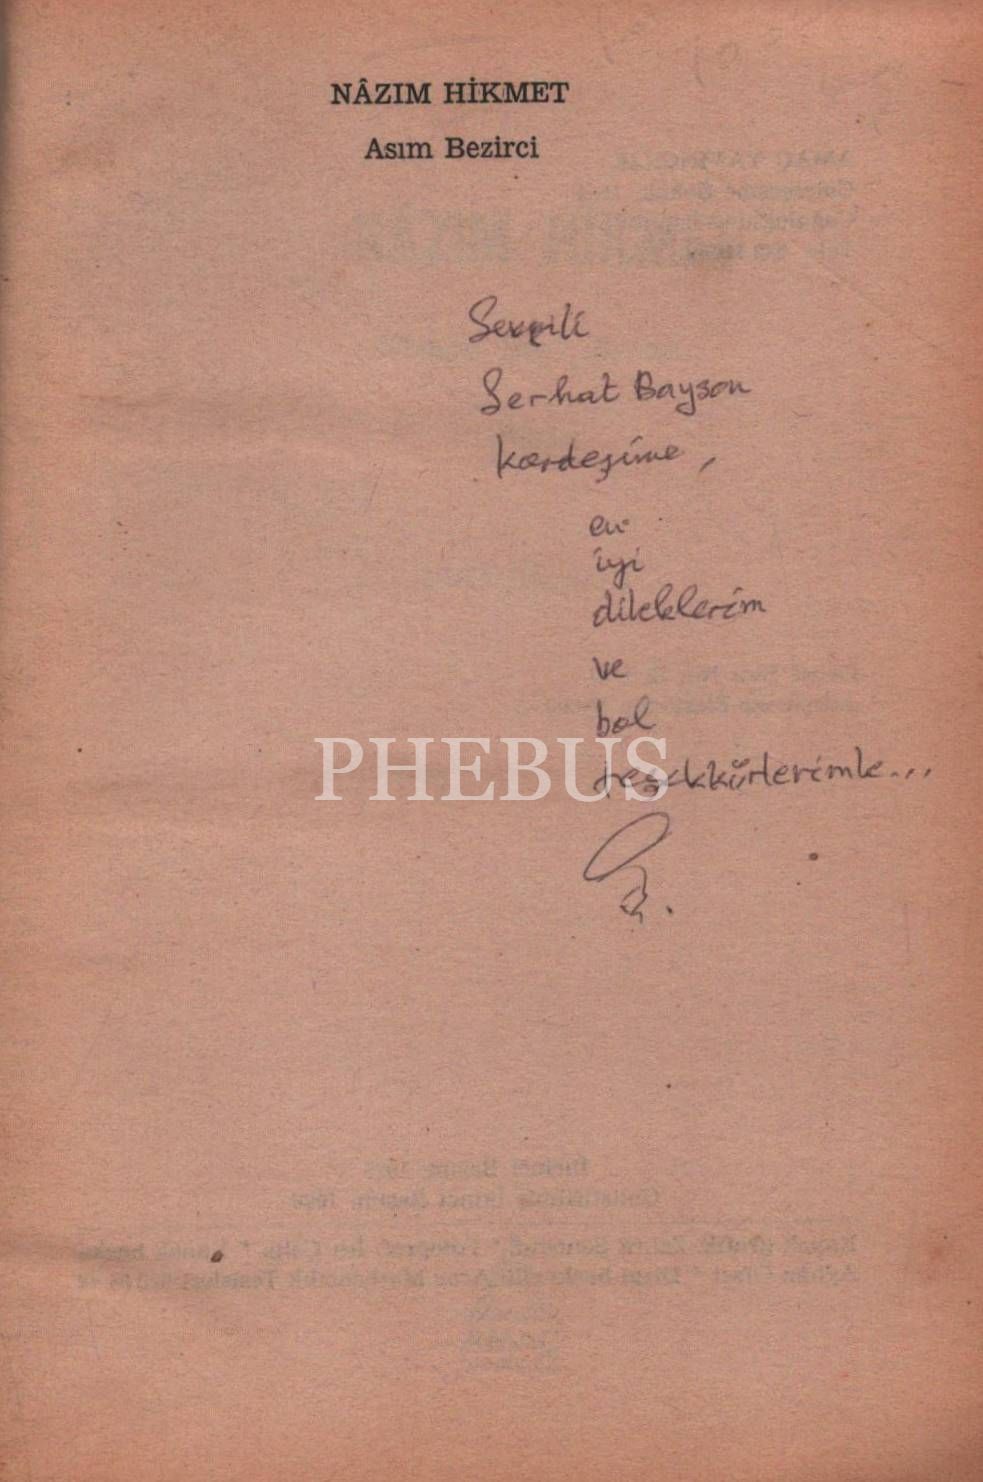 NÂZIM HİKMET
Asım Bezirci
Sevgili
Serhat Bayson
kardeşime,
en
iyi
dileklerim
ve
bol
PHEBUS
teşekkürlerimle...